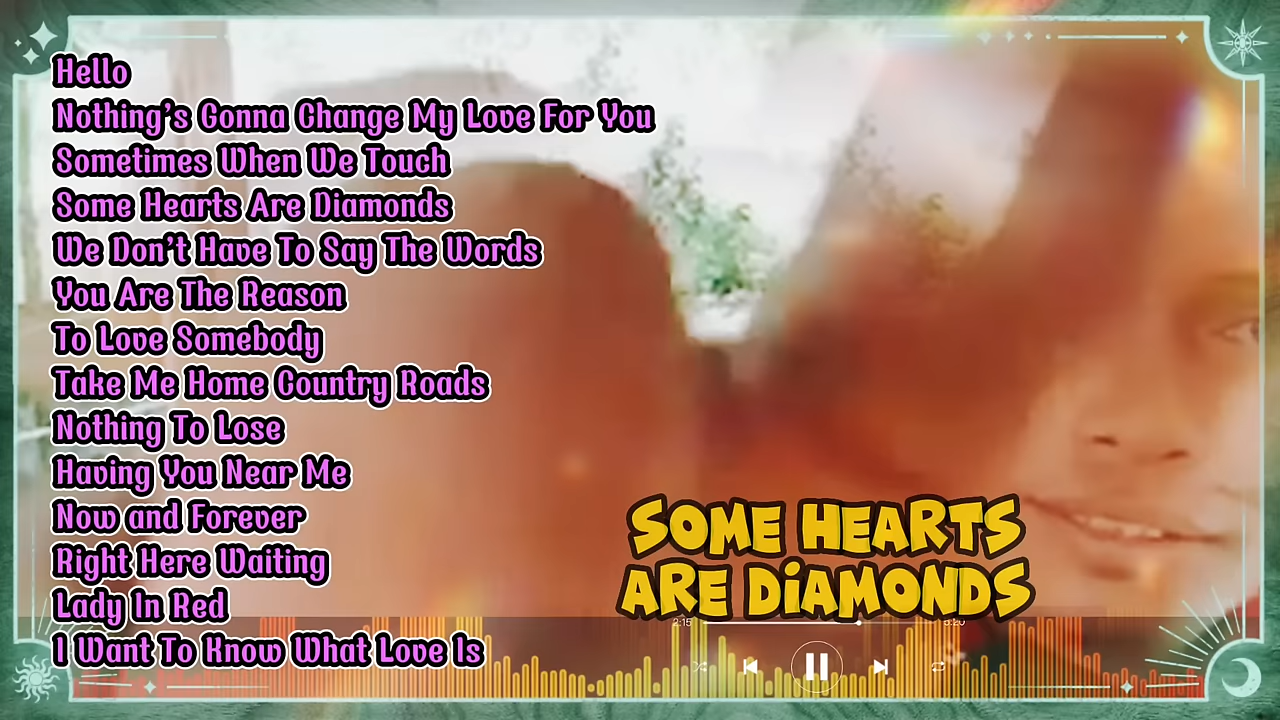 Hello
Nothing's Gonna Change My Love For You
Sometimes When We Touch
Some Hearts Are Diamonds
We Don't Have To Say The Words
You Are The Reason
To Love Somebody
Take Me Home Country Roads
Nothing To Lose
Having You Near Me
Now and Forever
Right Here Waiting
Lady In Red
I Want To Know What Love Is
SOME HEARTS
ARE DIAMONDS
2:15